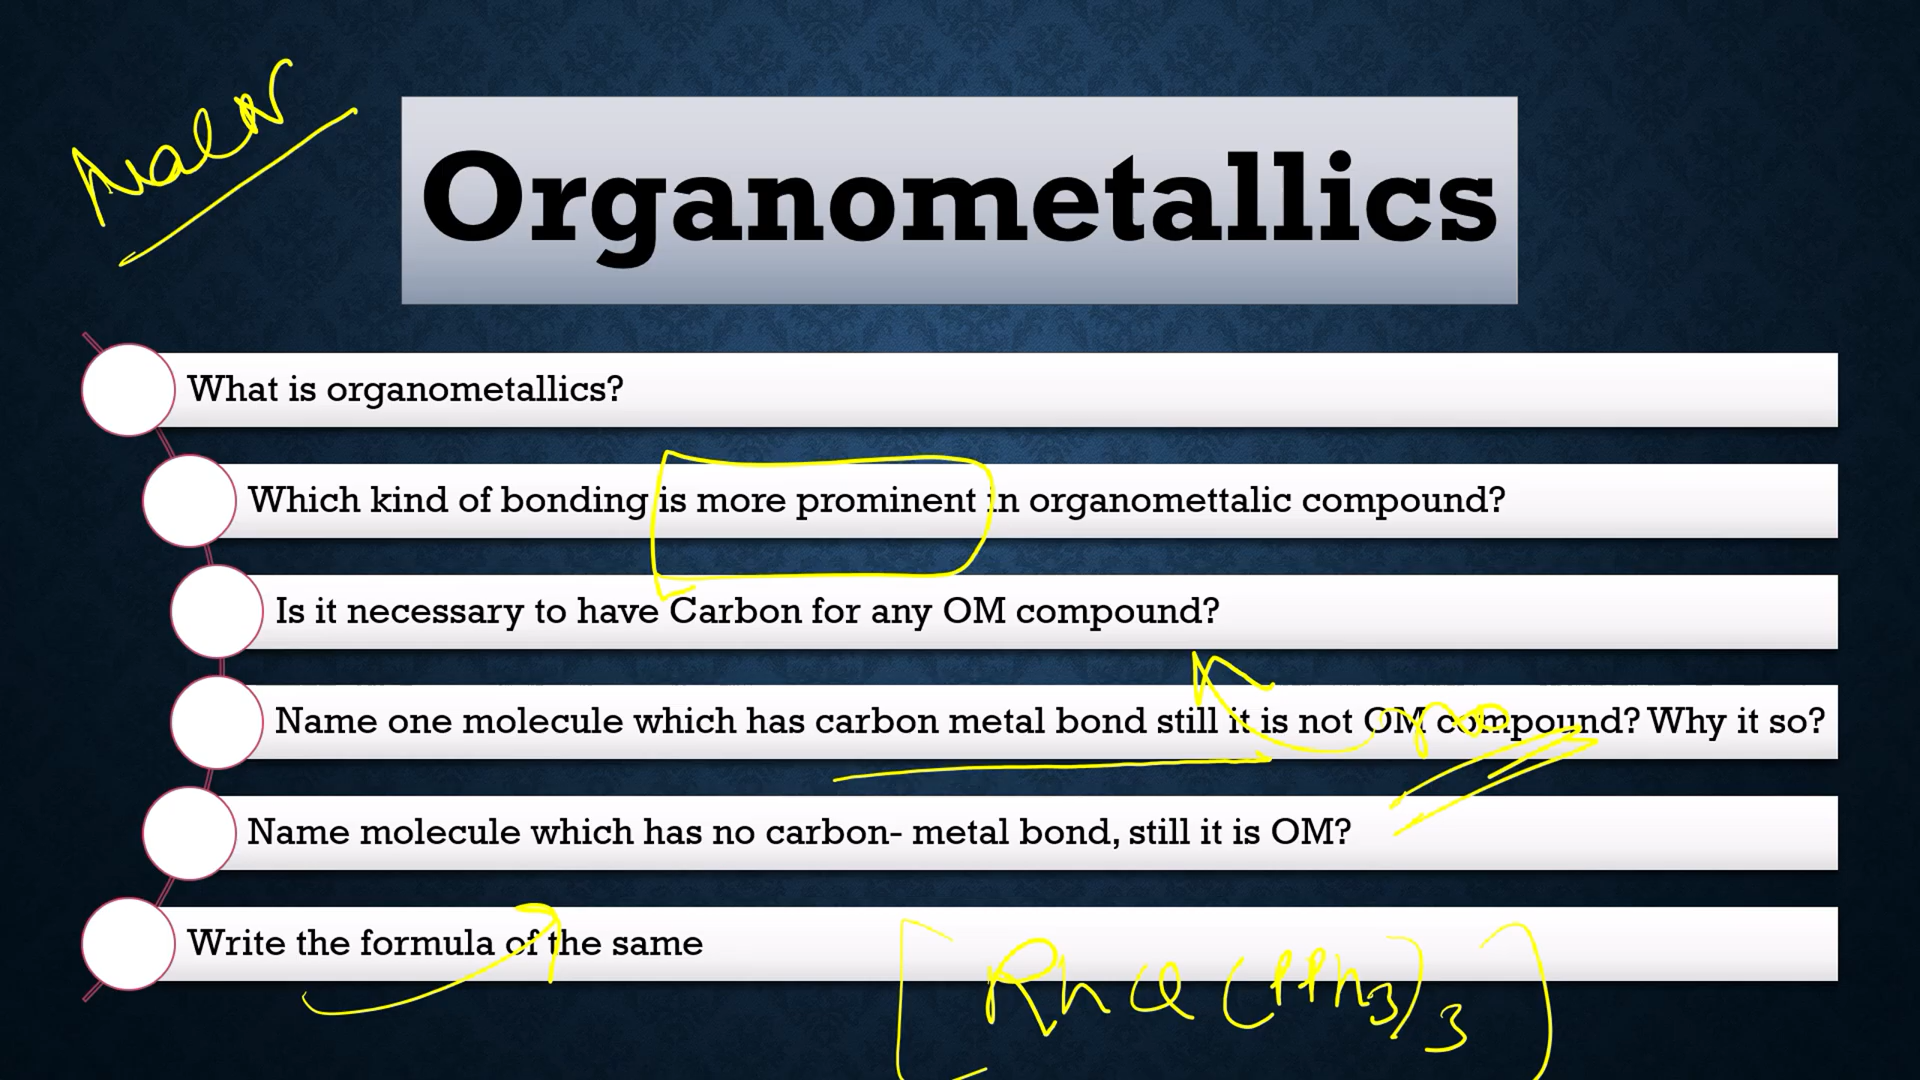 Organometallics
What is organometallics?
Which kind of bonding is more prominent in organomettalic compound?
Is it necessary to have Carbon for any OM compound?
Name one molecule which has carbon metal bond still it is not OM compound? Why it so?
no
Name molecule which has no carbon- metal bond, still it is OM?
Write the formula of the same
[RhCl(PPh3)3]